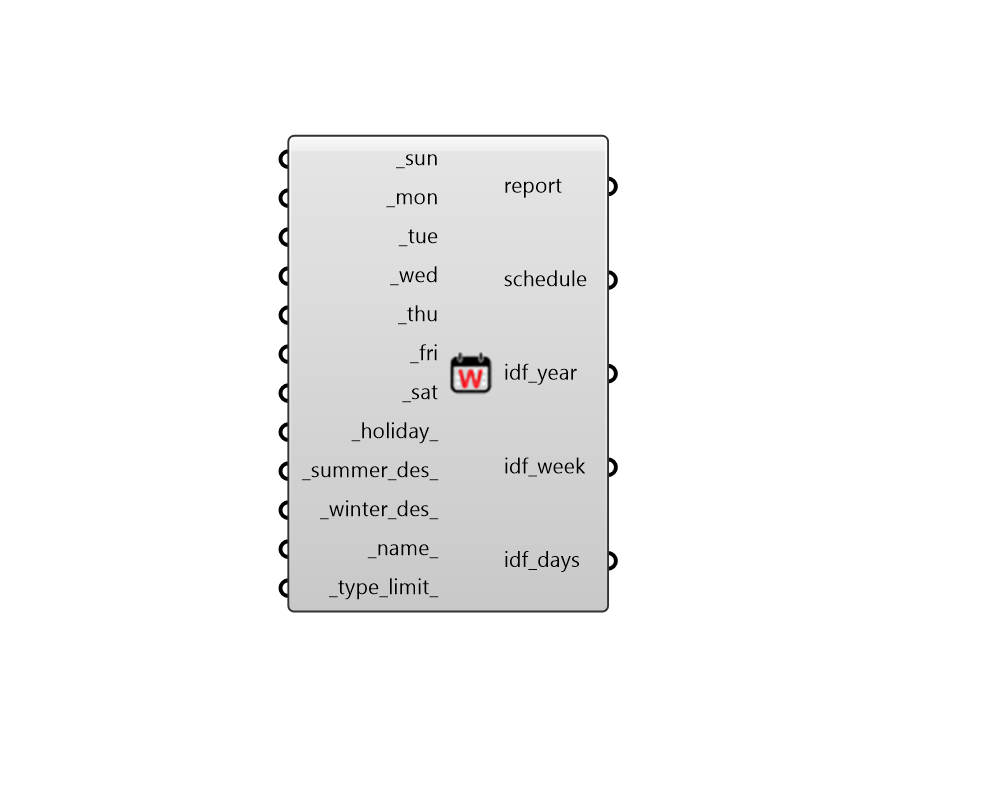 _sun
_mon
_tue
_wed
_thu
_fri
_sat
_holiday_
_summer_des_
_winter_des_
_name_
_type_limit_
W
report
schedule
idf_year
idf_week
idf_days